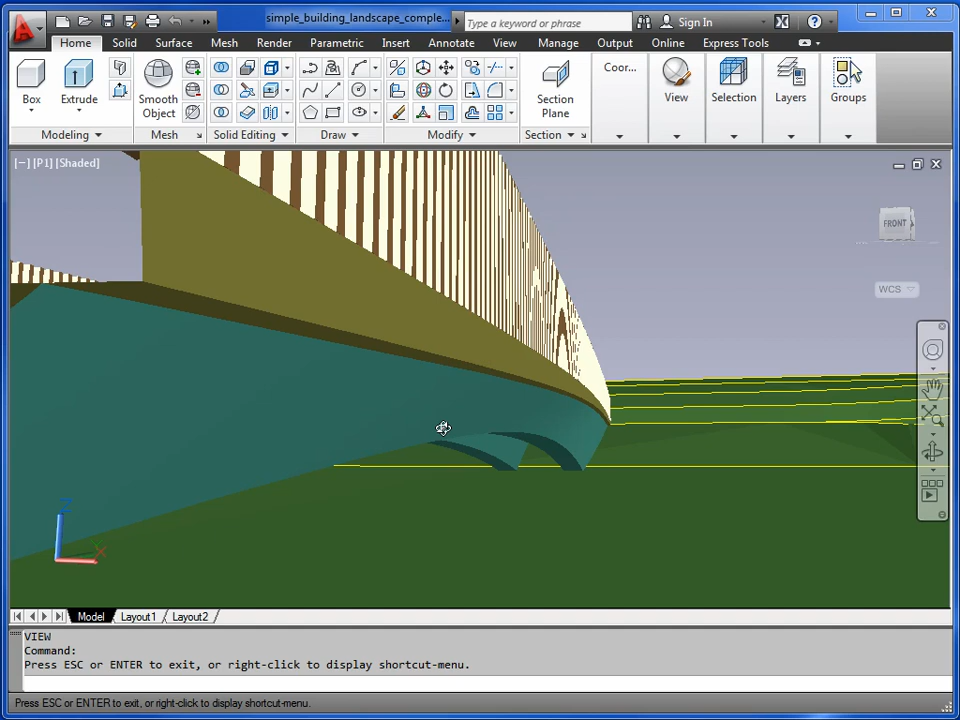 simple_building_landscape_comple...
Type a keyword or phrase
Sign In
Home Solid Surface Mesh Render Parametric Insert Annotate View Manage Output Online Express Tools
Box
Extrude
Smooth
Object
Section
Plane
Coor...
View
Selection
Layers
Groups
Modeling Mesh Solid Editing Draw Modify Section
[−] [P1] [Shaded]
FRONT
WCS
Z
X
Model Layout1 Layout2
VIEW
Command:
Press ESC or ENTER to exit, or right-click to display shortcut-menu.
Press ESC or ENTER to exit, or right-click to display shortcut-menu.